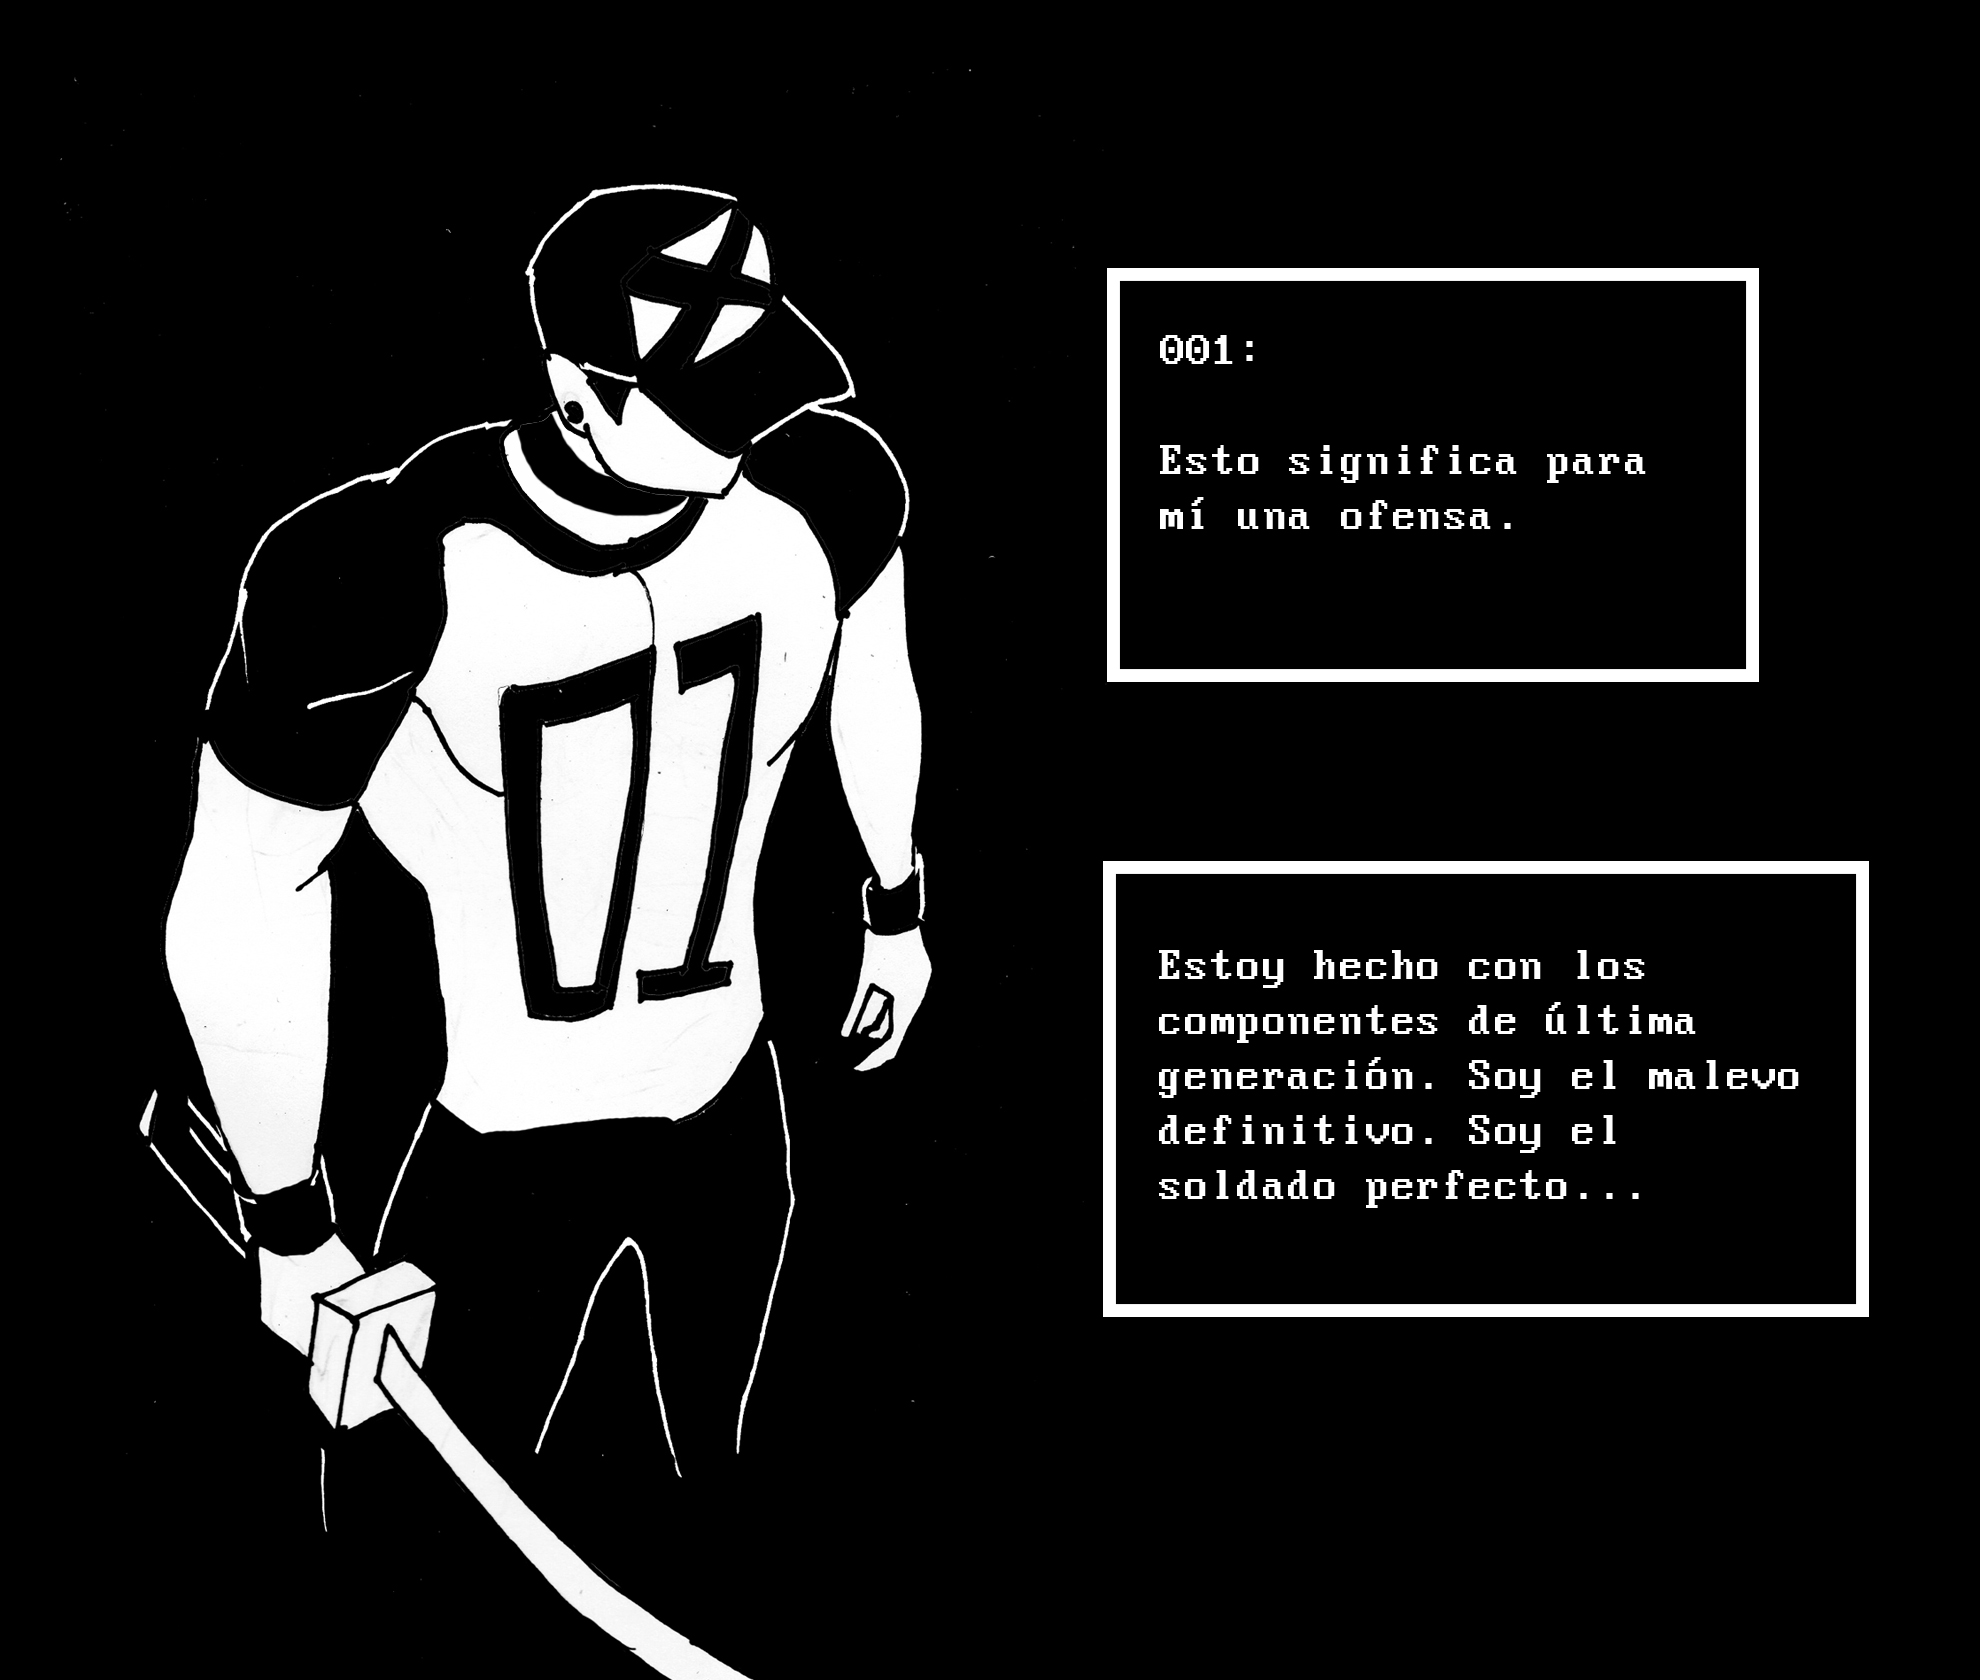 01
001:
Esto significa para
mí una ofensa.
Estoy hecho con los
componentes de última
generación. Soy el malevo
definitivo. Soy el
soldado perfecto...